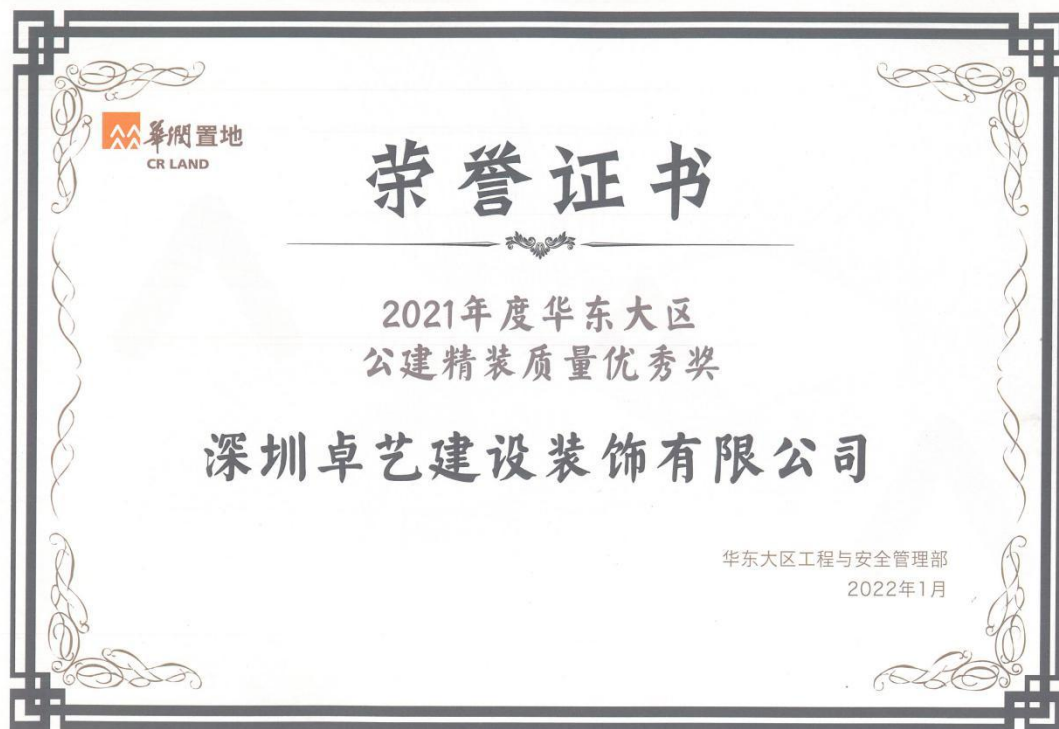 華润置地
CR LAND
荣誉证书
2021年度华东大区
公建精装质量优秀奖
深圳卓艺建设装饰有限公司
华东大区工程与安全管理部
2022年1月